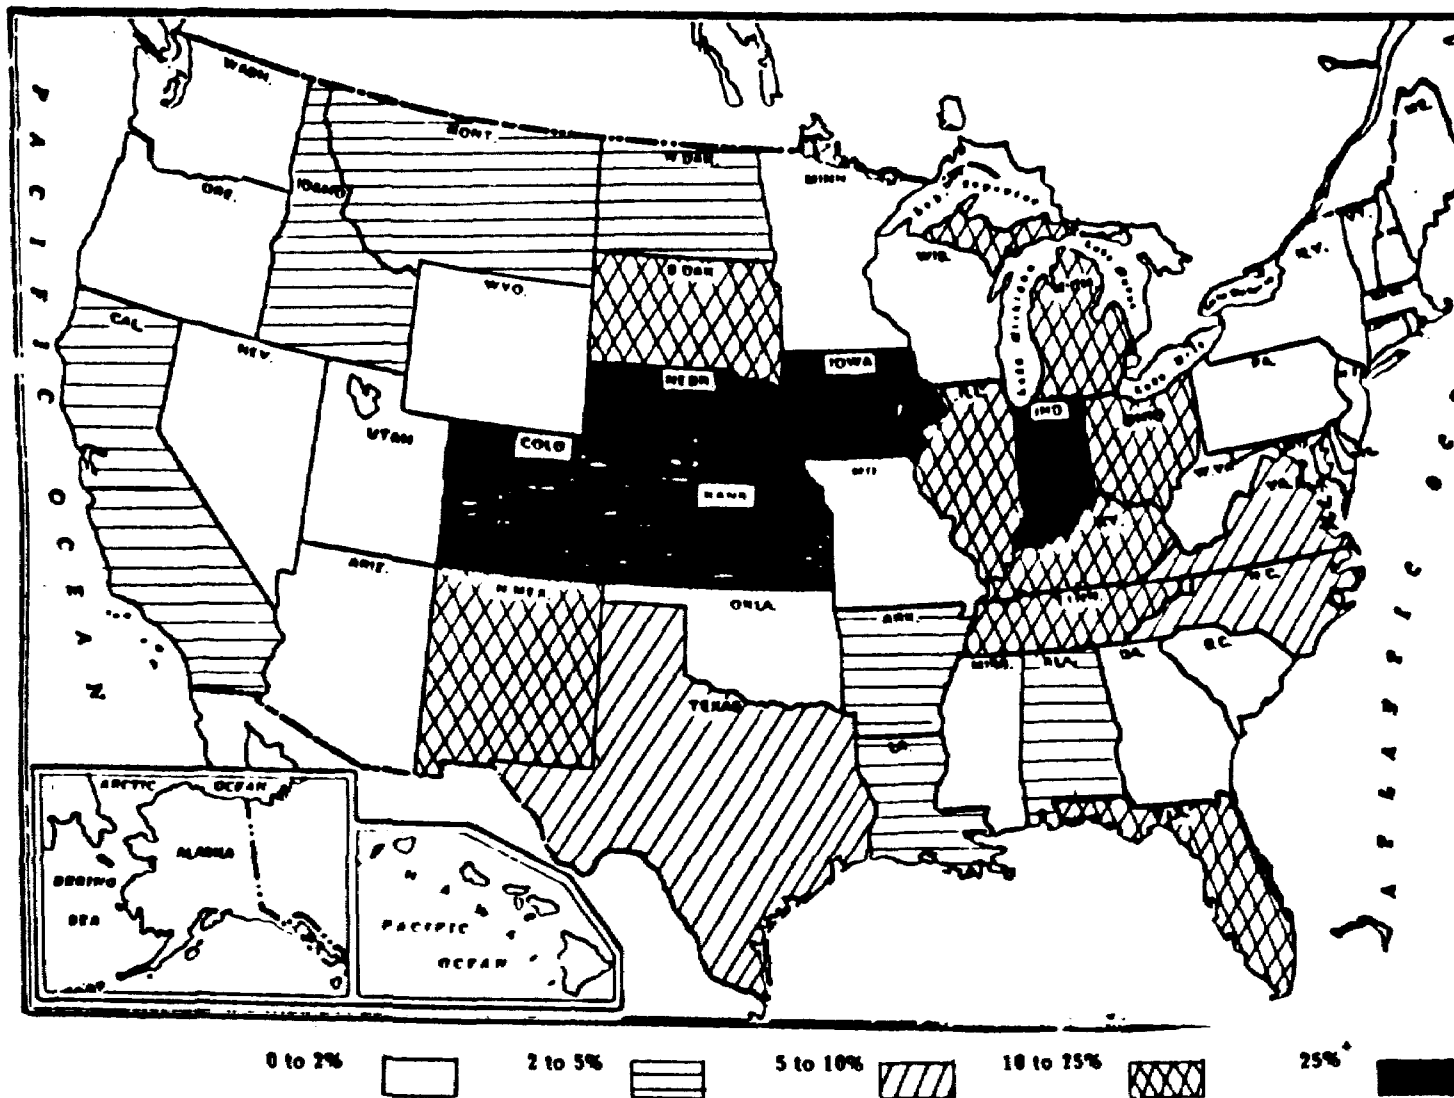 WASH.
MONT.
N DAK.
MINN
ORE.
IDAHO
WIS.
N.Y.
ME.
S DAK
WYO.
CAL.
NEV.
IOWA
NEBR.
ILL.
IND
OHIO
PA.
UTAH
COLO
KANS
W.VA.
VA.
KY.
ARIZ.
N MEX.
OKLA.
TENN.
N.C.
ARK.
MISS.
ALA.
GA.
S.C.
TEXAS
LA.
PACIFIC
OCEAN
ATLANTIC
ARCTIC OCEAN
ALASKA
BERING
SEA
PACIFIC
OCEAN
0 to 2%
2 to 5%
5 to 10%
10 to 25%
25%+